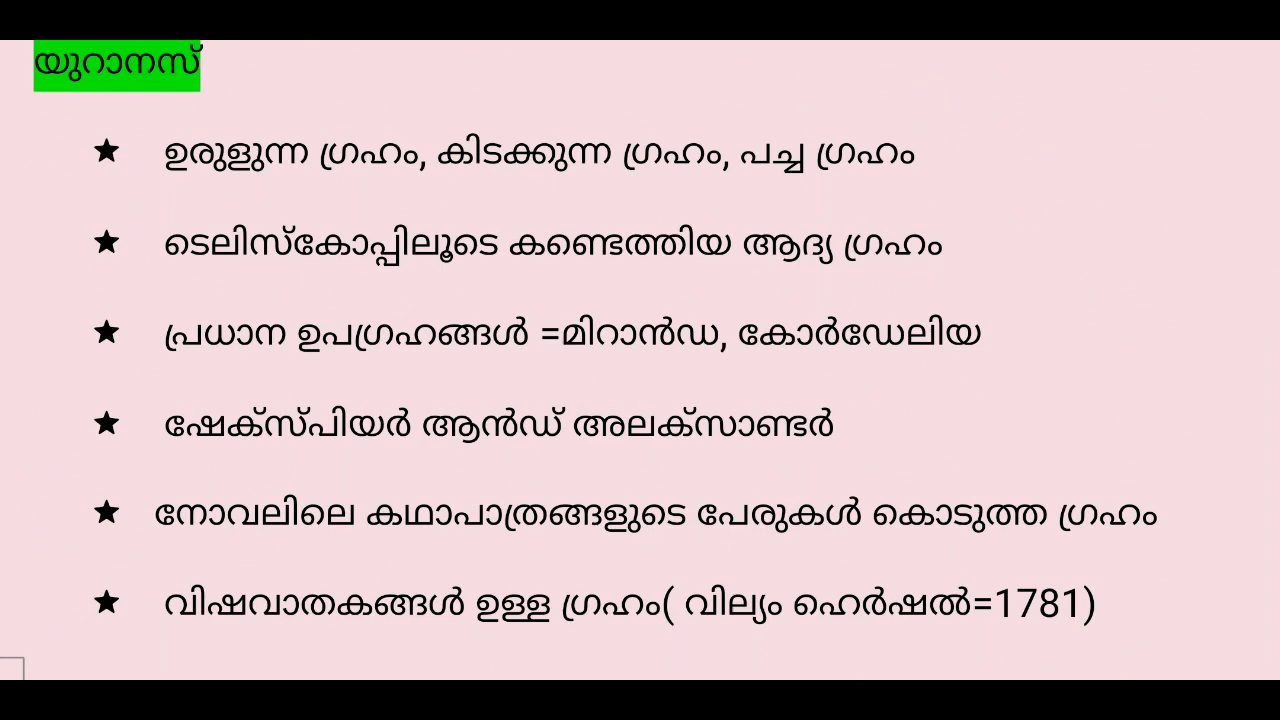 യുറാനസ്
★ ഉരുളുന്ന ഗ്രഹം, കിടക്കുന്ന ഗ്രഹം, പച്ച ഗ്രഹം
★ ടെലിസ്കോപ്പിലൂടെ കണ്ടെത്തിയ ആദ്യ ഗ്രഹം
★ പ്രധാന ഉപഗ്രഹങ്ങൾ =മിറാൻഡ, കോർഡേലിയ
★ ഷേക്സ്പിയർ ആൻഡ് അലക്സാണ്ടർ
★ നോവലിലെ കഥാപാത്രങ്ങളുടെ പേരുകൾ കൊടുത്ത ഗ്രഹം
★ വിഷവാതകങ്ങൾ ഉള്ള ഗ്രഹം( വില്യം ഹെർഷൽ=1781)